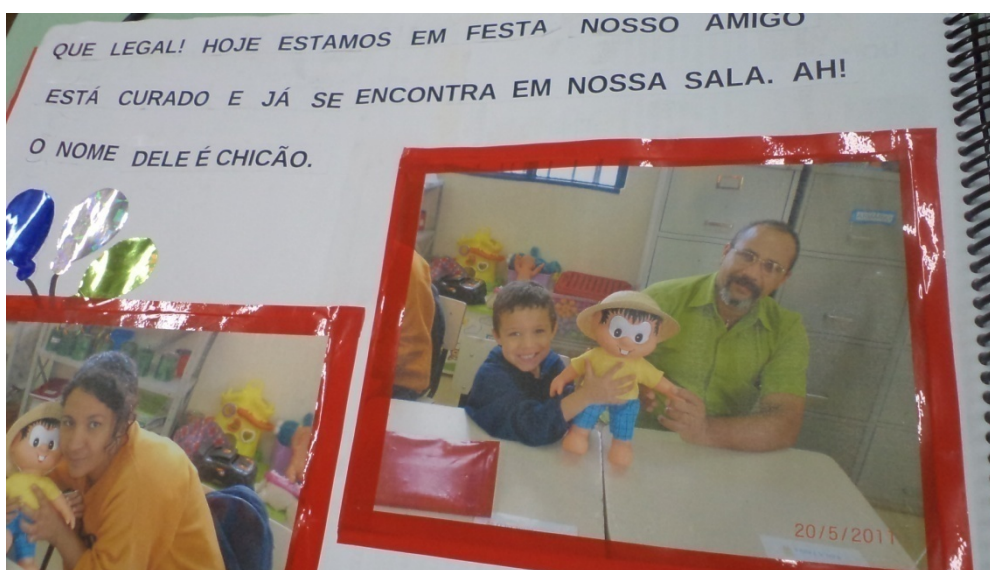 QUE LEGAL! HOJE ESTAMOS EM FESTA NOSSO AMIGO
ESTÁ CURADO E JÁ SE ENCONTRA EM NOSSA SALA. AH!
O NOME DELE É CHICÃO.
20/5/2011